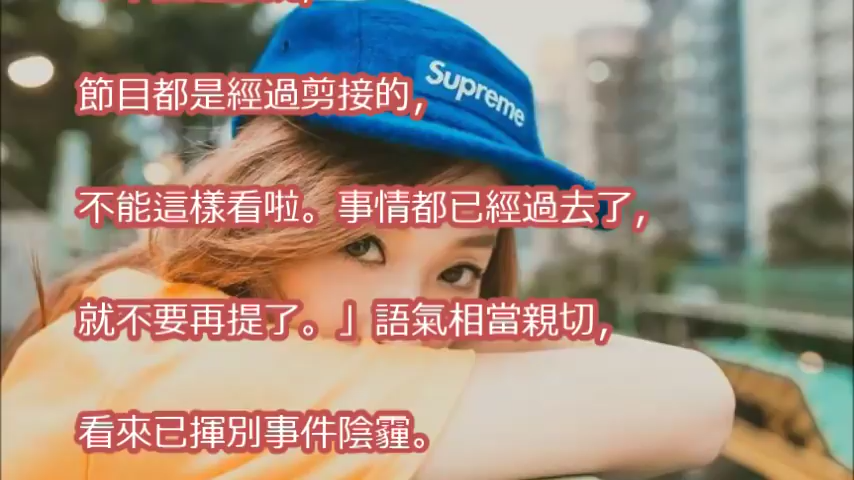 Supreme
節目都是經過剪接的,
不能這樣看啦。事情都已經過去了,
就不要再提了。」語氣相當親切,
看來已揮別事件陰霾。